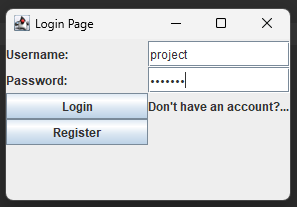 Login Page
Username: project
Password: •••••••
Login Don't have an account?...
Register